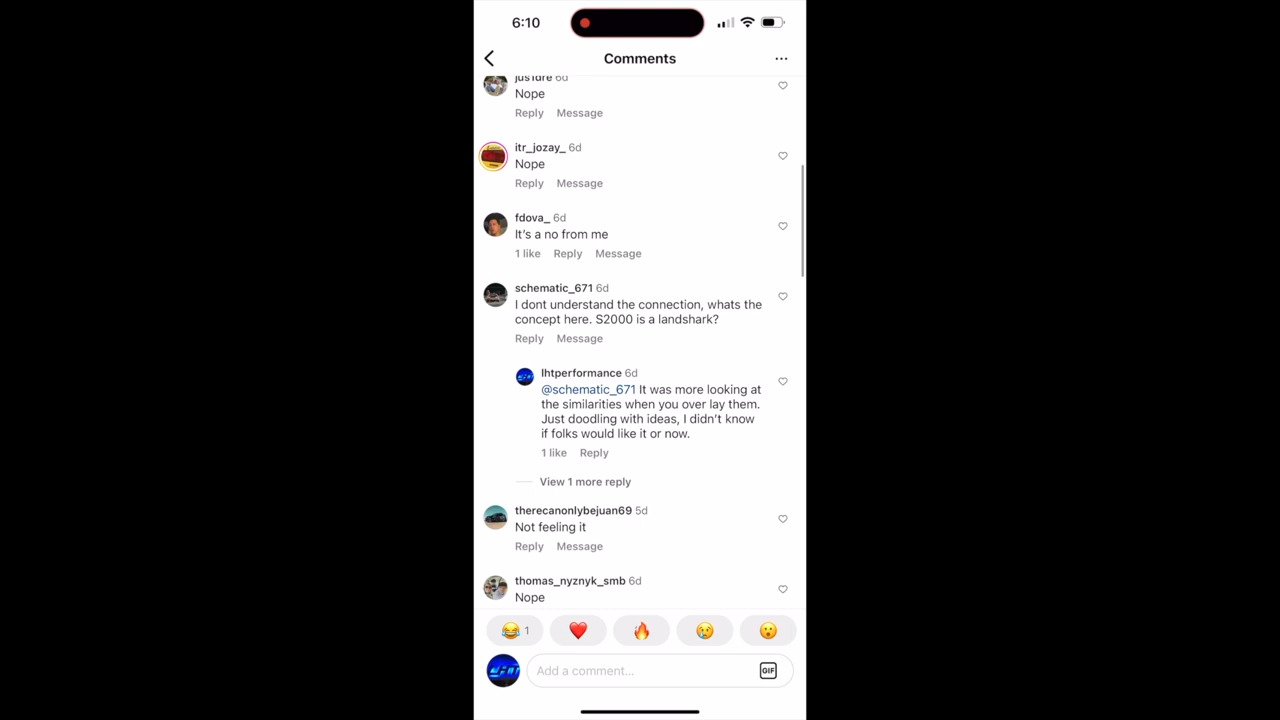 6:10
Comments
jus1dre 6d
Nope
Reply Message
itr_jozay_ 6d
Nope
Reply Message
fdova_ 6d
It's a no from me
1 like Reply Message
schematic_671 6d
I dont understand the connection, whats the
concept here. S2000 is a landshark?
Reply Message
lhtperformance 6d
@schematic_671 It was more looking at
the similarities when you over lay them.
Just doodling with ideas, I didn't know
if folks would like it or now.
1 like Reply
View 1 more reply
therecanonlybejuan69 5d
Not feeling it
Reply Message
thomas_nyznyk_smb 6d
Nope
1
Add a comment...
GIF